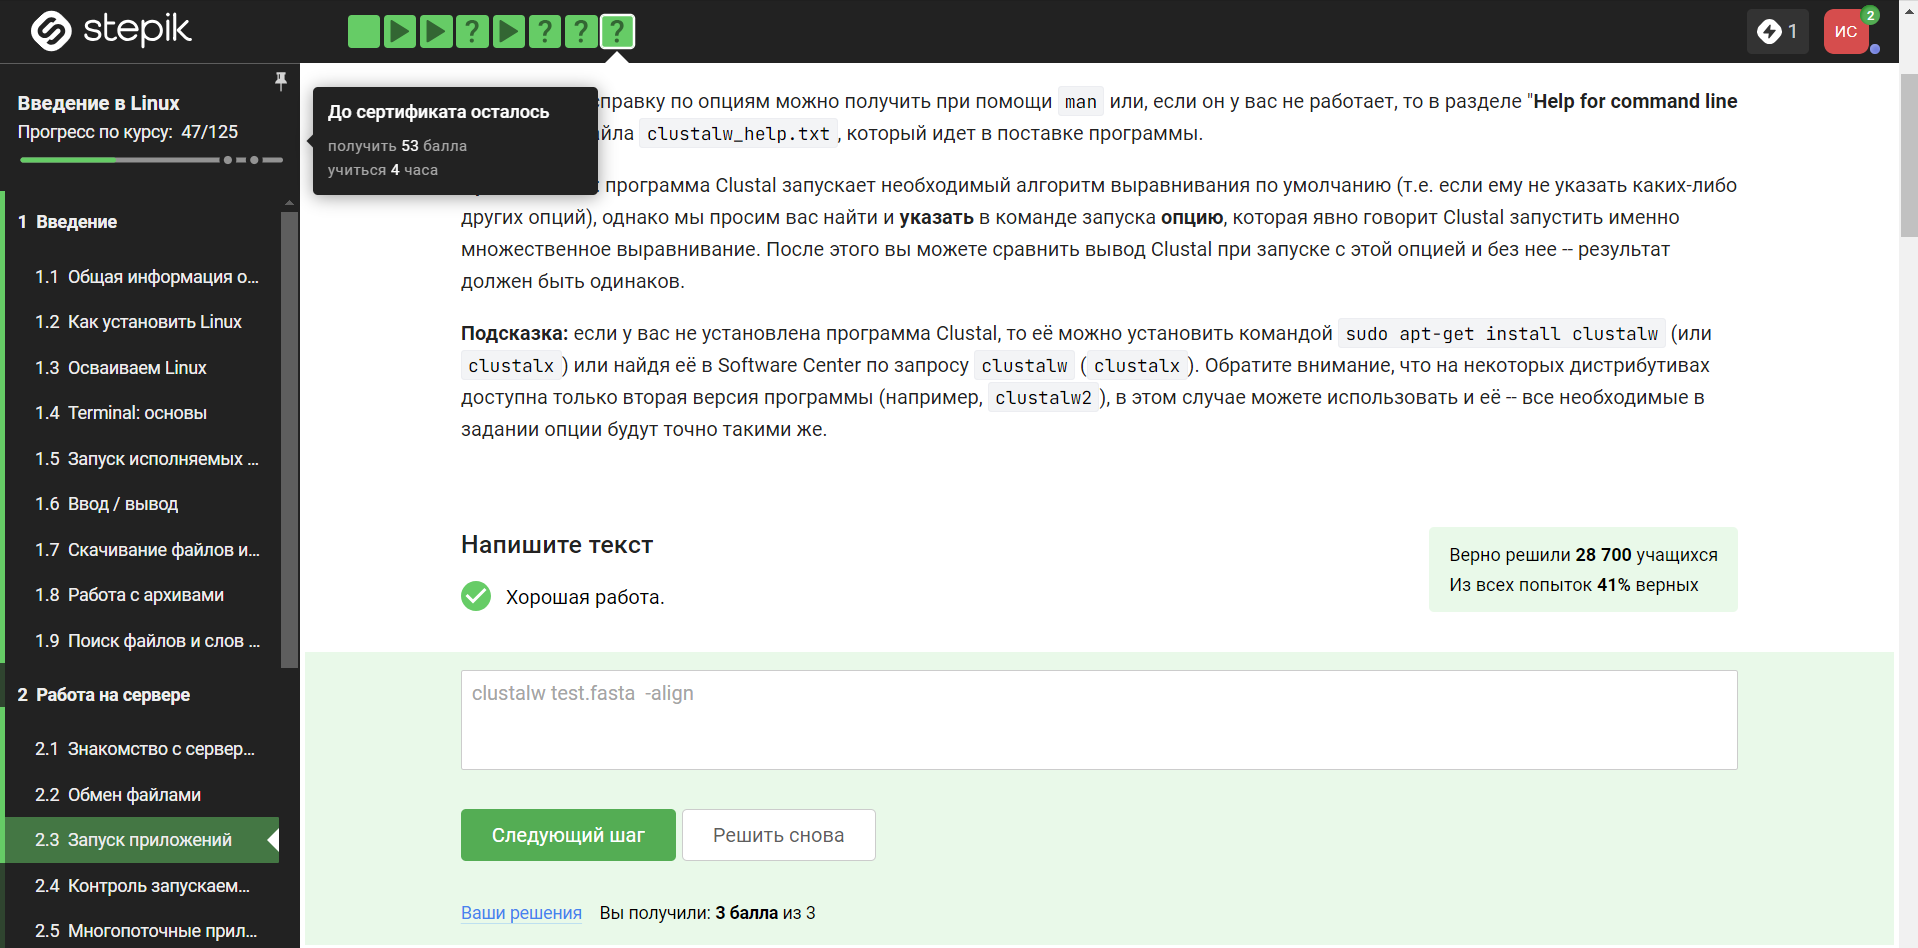 stepik
? ? ? ?
1
ИС
2
Введение в Linux
Прогресс по курсу: 47/125
До сертификата осталось
получить 53 балла
учиться 4 часа
1 Введение
1.1 Общая информация о...
1.2 Как установить Linux
1.3 Осваиваем Linux
1.4 Terminal: основы
1.5 Запуск исполняемых ...
1.6 Ввод / вывод
1.7 Скачивание файлов и...
1.8 Работа с архивами
1.9 Поиск файлов и слов ...
2 Работа на сервере
2.1 Знакомство с сервер...
2.2 Обмен файлами
2.3 Запуск приложений
2.4 Контроль запускаем...
2.5 Многопоточные прил...
справку по опциям можно получить при помощи man или, если он у вас не работает, то в разделе "Help for command line
clustalw_help.txt, который идет в поставке программы.
программа Clustal запускает необходимый алгоритм выравнивания по умолчанию (т.е. если ему не указать каких-либо
других опций), однако мы просим вас найти и указать в команде запуска опцию, которая явно говорит Clustal запустить именно
множественное выравнивание. После этого вы можете сравнить вывод Clustal при запуске с этой опцией и без нее -- результат
должен быть одинаков.
Подсказка: если у вас не установлена программа Clustal, то её можно установить командой sudo apt-get install clustalw (или
clustalx) или найдя её в Software Center по запросу clustalw (clustalx). Обратите внимание, что на некоторых дистрибутивах
доступна только вторая версия программы (например, clustalw2), в этом случае можете использовать и её -- все необходимые в
задании опции будут точно такими же.
Напишите текст
Хорошая работа.
Верно решили 28 700 учащихся
Из всех попыток 41% верных
clustalw test.fasta -align
Следующий шаг
Решить снова
Ваши решения Вы получили: 3 балла из 3